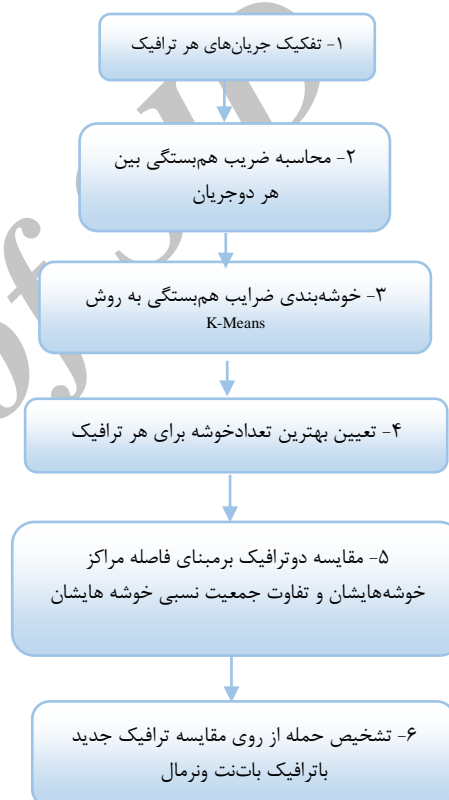 ۱- تفکیک جریان‌های هر ترافیک
۲- محاسبه ضریب هم‌بستگی بین
هر دوجریان
۳- خوشه‌بندی ضرایب هم‌بستگی به روش
K-Means
۴- تعیین بهترین تعدادخوشه برای هر ترافیک
۵- مقایسه دوترافیک برمبنای فاصله مراکز
خوشه‌هایشان و تفاوت جمعیت نسبی خوشه هایشان
۶- تشخیص حمله از روی مقایسه ترافیک جدید
باترافیک بات‌نت ونرمال